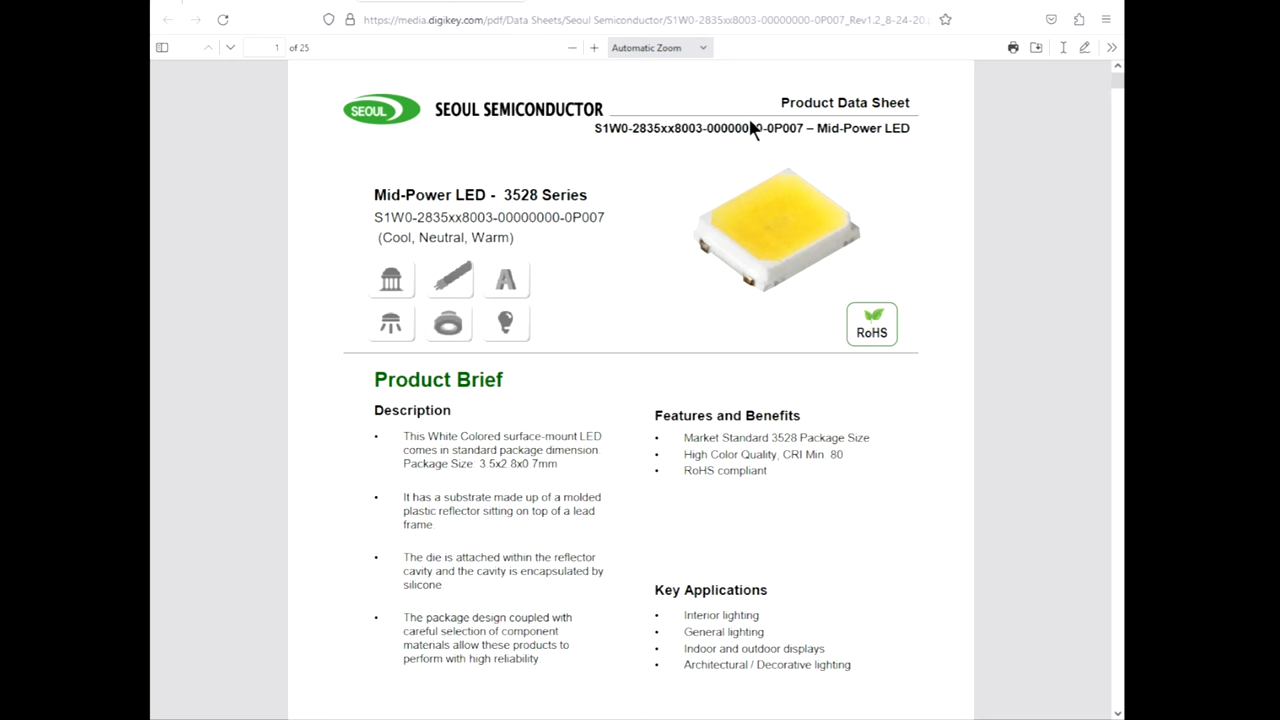 https://media.digikey.com/pdf/Data Sheets/Seoul Semiconductor/S1W0-2835xx8003-00000000-0P007_Rev1.2_8-24-20.
1 of 25
Automatic Zoom
SEOUL
SEOUL SEMICONDUCTOR
Product Data Sheet
S1W0-2835xx8003-00000000-0P007 – Mid-Power LED
Mid-Power LED - 3528 Series
S1W0-2835xx8003-00000000-0P007
(Cool, Neutral, Warm)
RoHS
Product Brief
Description
• This White Colored surface-mount LED
comes in standard package dimension.
Package Size 3 5x2 8x0 7mm
• It has a substrate made up of a molded
plastic reflector sitting on top of a lead
frame.
• The die is attached within the reflector
cavity and the cavity is encapsulated by
silicone
• The package design coupled with
careful selection of component
materials allow these products to
perform with high reliability
Features and Benefits
• Market Standard 3528 Package Size
• High Color Quality, CRI Min 80
• RoHS compliant
Key Applications
• Interior lighting
• General lighting
• Indoor and outdoor displays
• Architectural / Decorative lighting